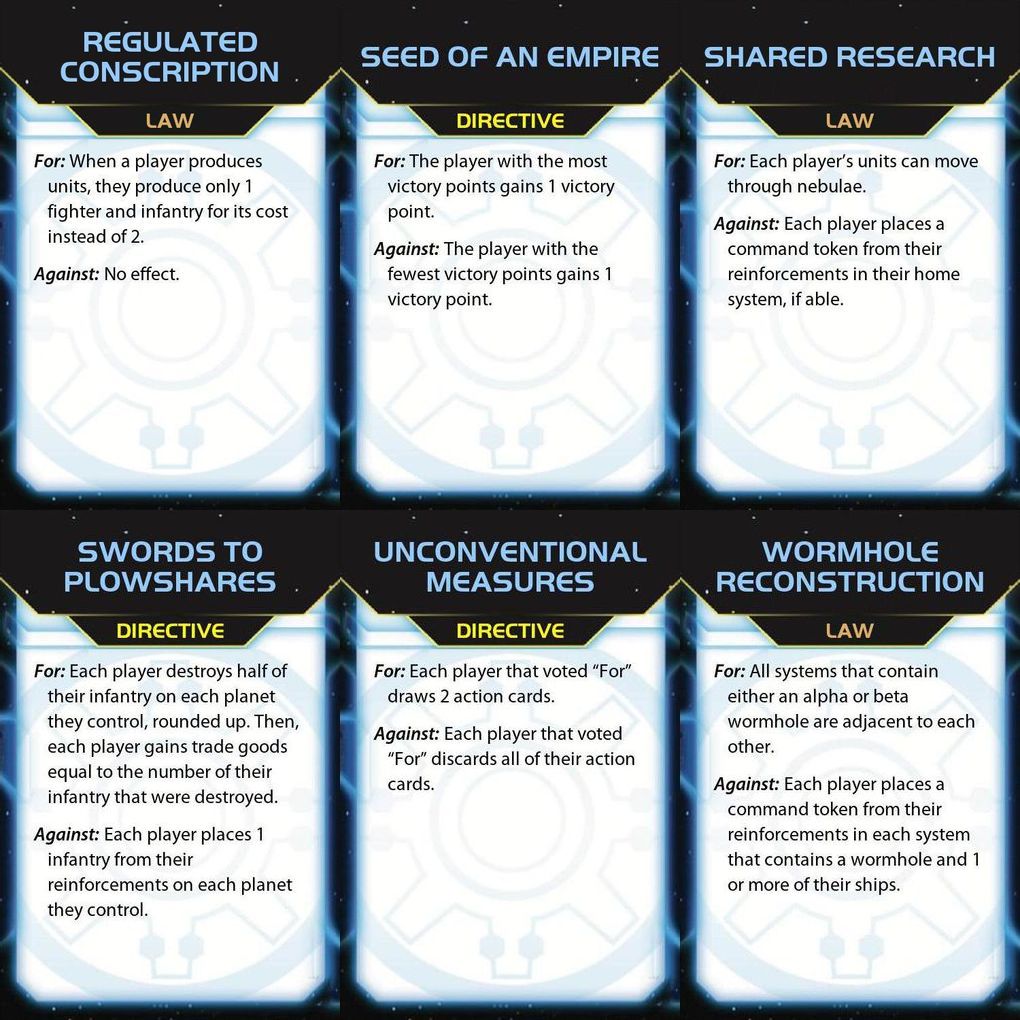 REGULATED
CONSCRIPTION
LAW
For: When a player produces
units, they produce only 1
fighter and infantry for its cost
instead of 2.
Against: No effect.
SEED OF AN EMPIRE
DIRECTIVE
For: The player with the most
victory points gains 1 victory
point.
Against: The player with the
fewest victory points gains 1
victory point.
SHARED RESEARCH
LAW
For: Each player’s units can move
through nebulae.
Against: Each player places a
command token from their
reinforcements in their home
system, if able.
SWORDS TO
PLOWSHARES
DIRECTIVE
For: Each player destroys half of
their infantry on each planet
they control, rounded up. Then,
each player gains trade goods
equal to the number of their
infantry that were destroyed.
Against: Each player places 1
infantry from their
reinforcements on each planet
they control.
UNCONVENTIONAL
MEASURES
DIRECTIVE
For: Each player that voted “For”
draws 2 action cards.
Against: Each player that voted
“For” discards all of their action
cards.
WORMHOLE
RECONSTRUCTION
LAW
For: All systems that contain
either an alpha or beta
wormhole are adjacent to each
other.
Against: Each player places a
command token from their
reinforcements in each system
that contains a wormhole and 1
or more of their ships.